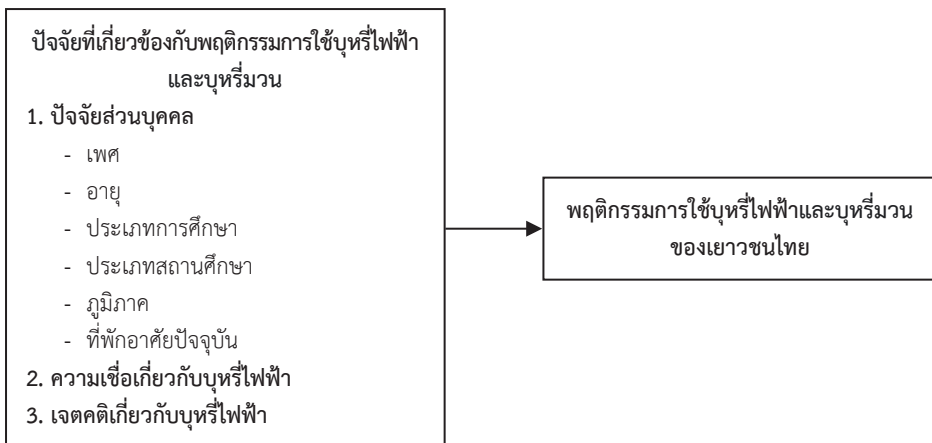 ปัจจัยที่เกี่ยวข้องกับพฤติกรรมการใช้บุหรี่ไฟฟ้า
และบุหรี่มวน
1. ปัจจัยส่วนบุคคล
- เพศ
- อายุ
- ประเภทการศึกษา
- ประเภทสถานศึกษา
- ภูมิภาค
- ที่พักอาศัยปัจจุบัน
2. ความเชื่อเกี่ยวกับบุหรี่ไฟฟ้า
3. เจตคติเกี่ยวกับบุหรี่ไฟฟ้า
พฤติกรรมการใช้บุหรี่ไฟฟ้าและบุหรี่มวน
ของเยาวชนไทย